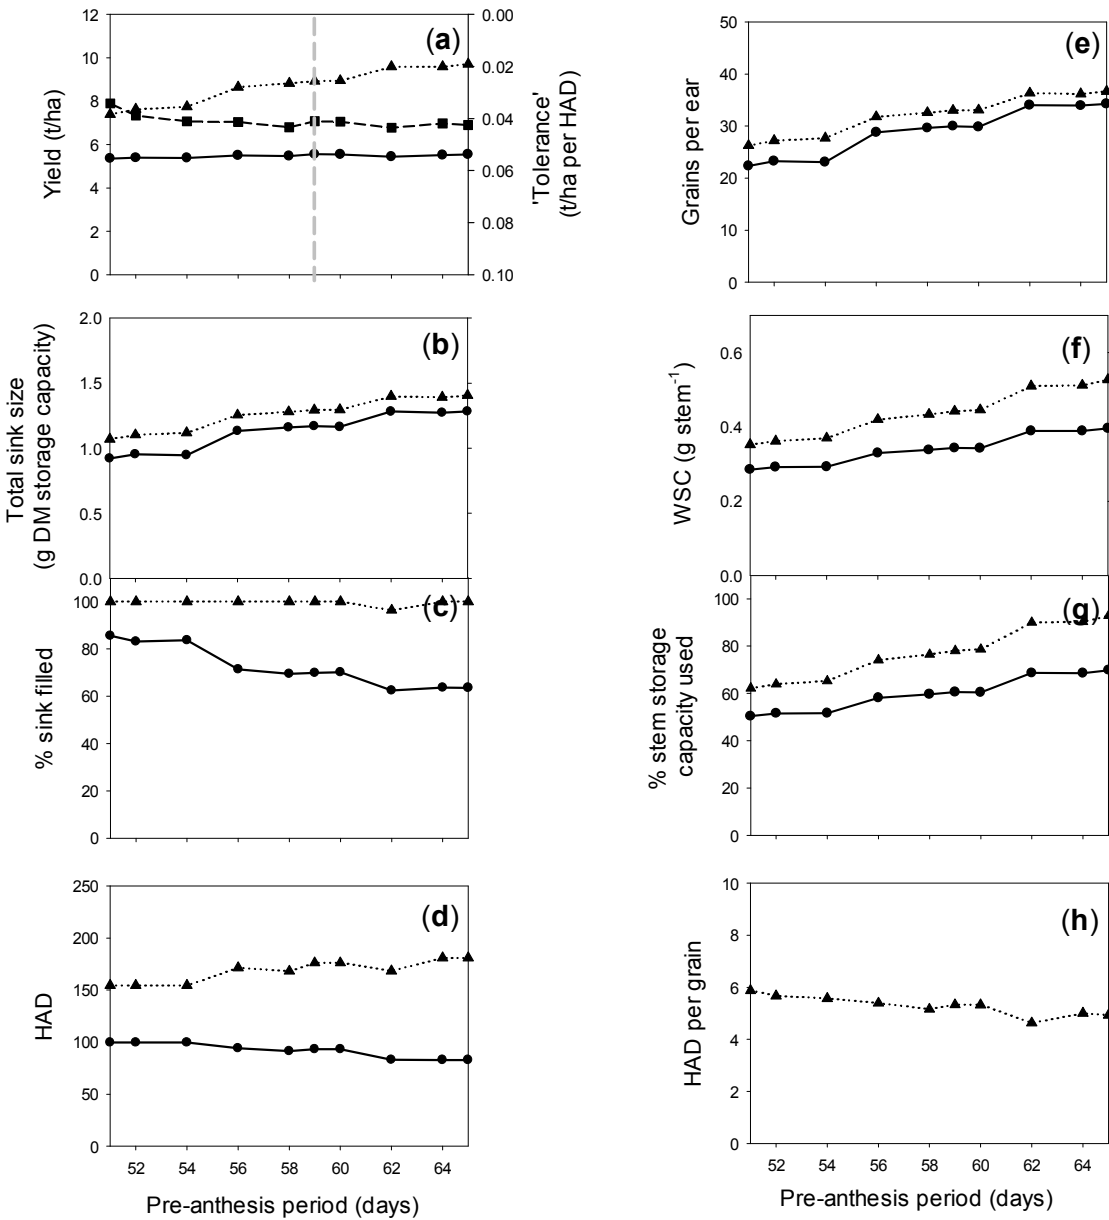 (a)
12
10
8
6
4
2
0
Yield (t/ha)
0.00
0.02
0.04
0.06
0.08
0.10
'Tolerance'
(t/ha per HAD)
(e)
50
40
30
20
10
0
Grains per ear
(b)
2.0
1.5
1.0
0.5
0.0
Total sink size
(g DM storage capacity)
(f)
0.6
0.4
0.2
0.0
WSC (g stem-1)
(c)
100
80
60
40
20
0
% sink filled
(g)
100
80
60
40
20
0
% stem storage
capacity used
(d)
250
200
150
100
50
0
HAD
52 54 56 58 60 62 64
Pre-anthesis period (days)
(h)
10
8
6
4
2
0
HAD per grain
52 54 56 58 60 62 64
Pre-anthesis period (days)